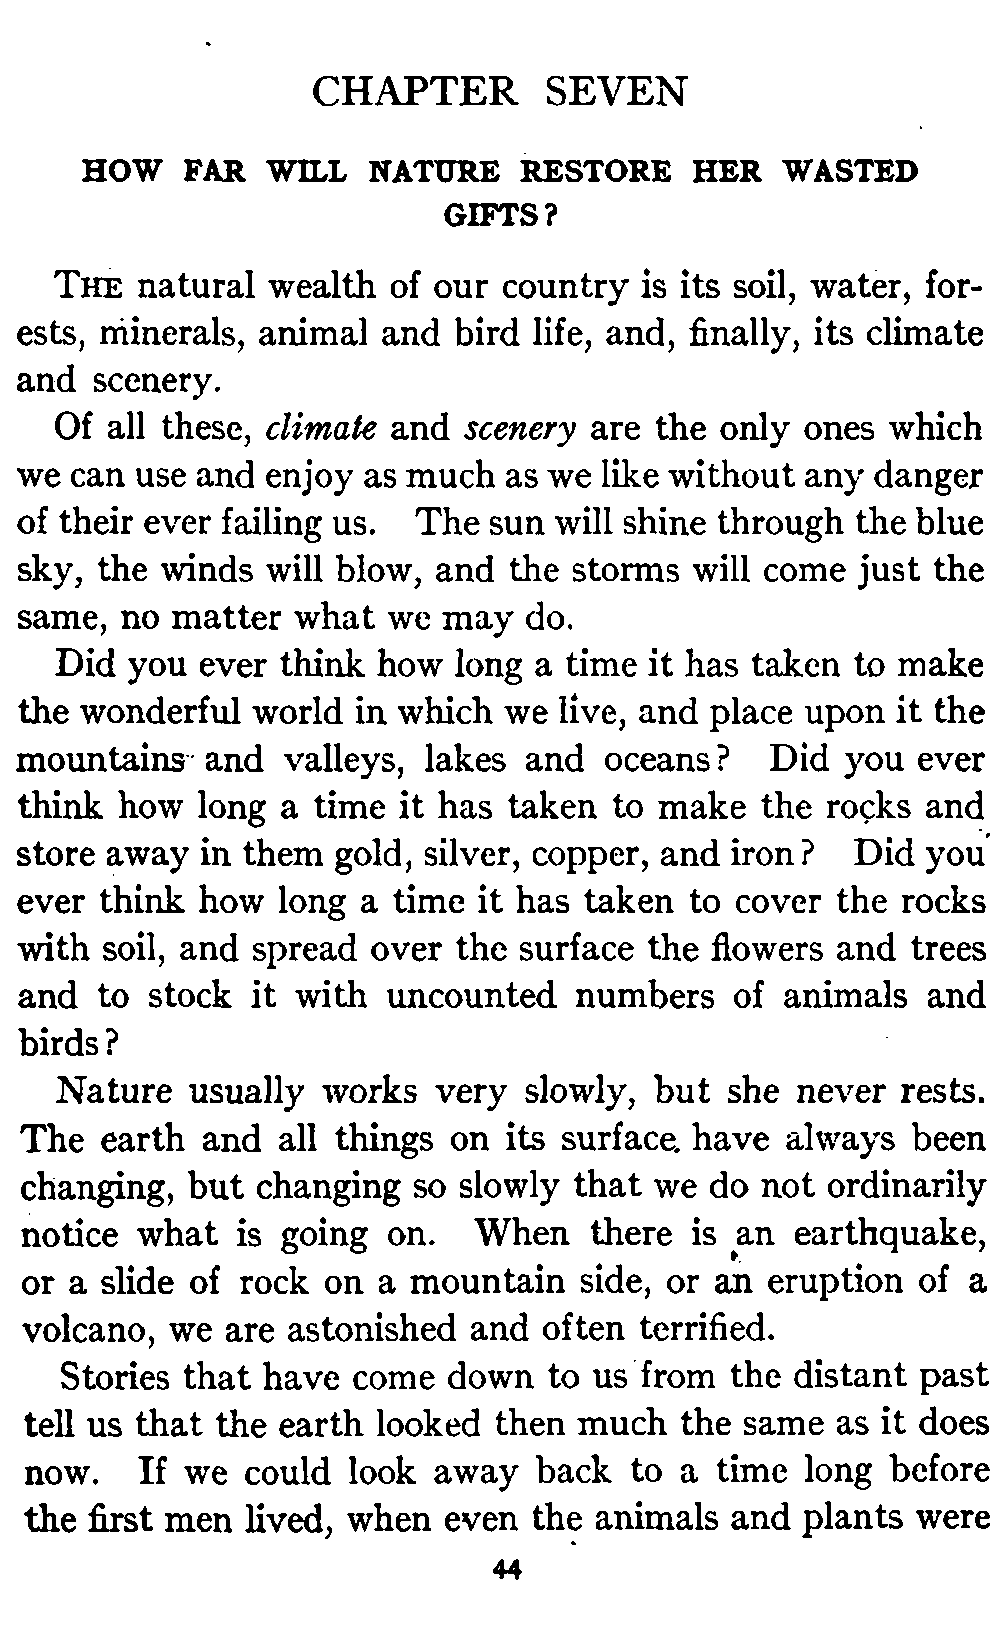 CHAPTER SEVEN
HOW FAR WILL NATURE RESTORE HER WASTED
GIFTS?
THE natural wealth of our country is its soil, water, for-
ests, minerals, animal and bird life, and, finally, its climate
and scenery.
Of all these, climate and scenery are the only ones which
we can use and enjoy as much as we like without any danger
of their ever failing us. The sun will shine through the blue
sky, the winds will blow, and the storms will come just the
same, no matter what we may do.
Did you ever think how long a time it has taken to make
the wonderful world in which we live, and place upon it the
mountains and valleys, lakes and oceans? Did you ever
think how long a time it has taken to make the rocks and
store away in them gold, silver, copper, and iron? Did you
ever think how long a time it has taken to cover the rocks
with soil, and spread over the surface the flowers and trees
and to stock it with uncounted numbers of animals and
birds?
Nature usually works very slowly, but she never rests.
The earth and all things on its surface have always been
changing, but changing so slowly that we do not ordinarily
notice what is going on. When there is an earthquake,
or a slide of rock on a mountain side, or an eruption of a
volcano, we are astonished and often terrified.
Stories that have come down to us from the distant past
tell us that the earth looked then much the same as it does
now. If we could look away back to a time long before
the first men lived, when even the animals and plants were
44